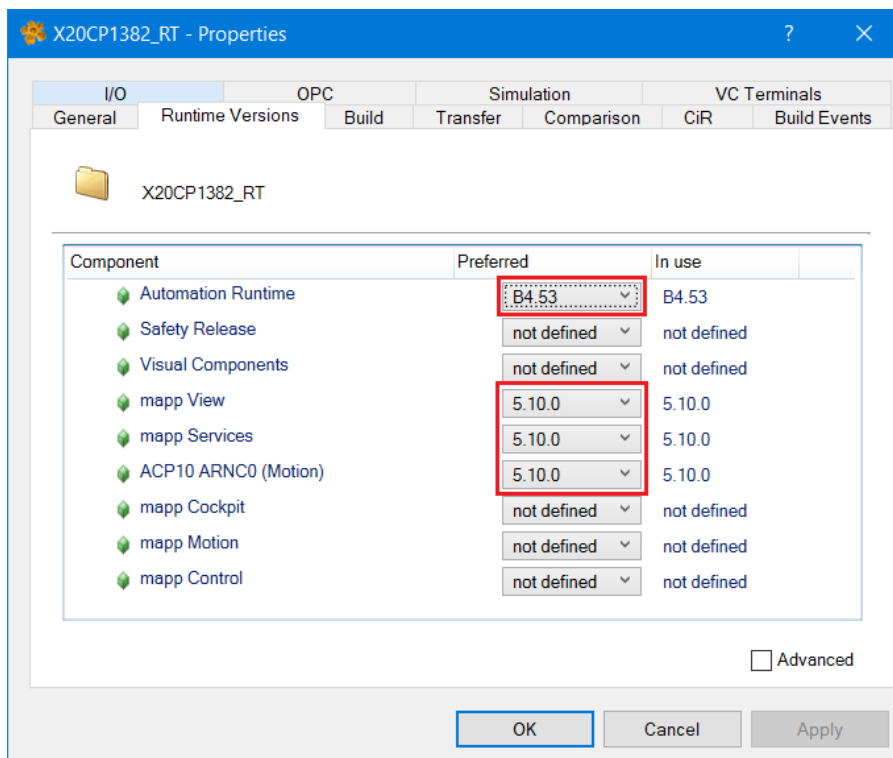 X20CP1382_RT - Properties ?
I/O OPC Simulation VC Terminals
General Runtime Versions Build Transfer Comparison CiR Build Events
X20CP1382_RT
Component Preferred In use
Automation Runtime B4.53 B4.53
Safety Release not defined not defined
Visual Components not defined not defined
mapp View 5.10.0 5.10.0
mapp Services 5.10.0 5.10.0
ACP10 ARNC0 (Motion) 5.10.0 5.10.0
mapp Cockpit not defined not defined
mapp Motion not defined not defined
mapp Control not defined not defined
Advanced
OK Cancel Apply